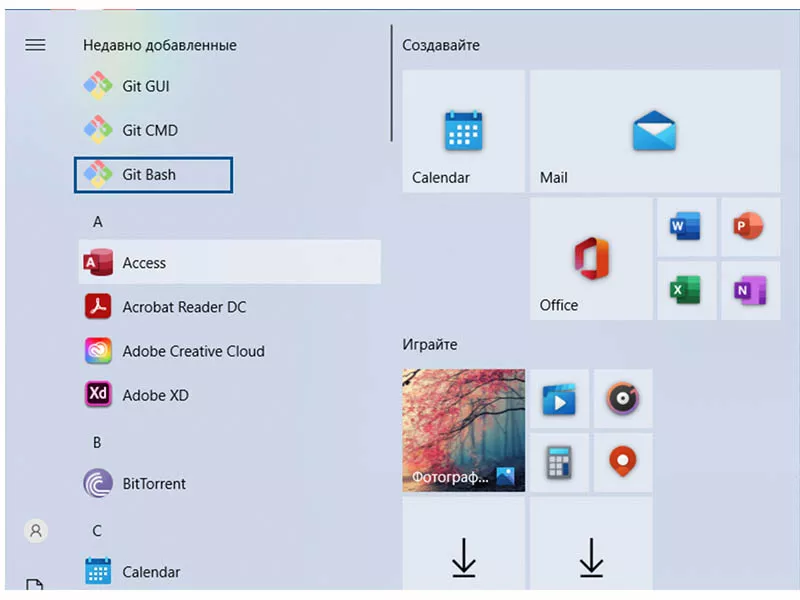 Недавно добавленные
Git GUI
Git CMD
Git Bash
A
Access
Acrobat Reader DC
Adobe Creative Cloud
Adobe XD
B
BitTorrent
C
Calendar
Создавайте
Calendar
Mail
Office
Играйте
Фотограф...